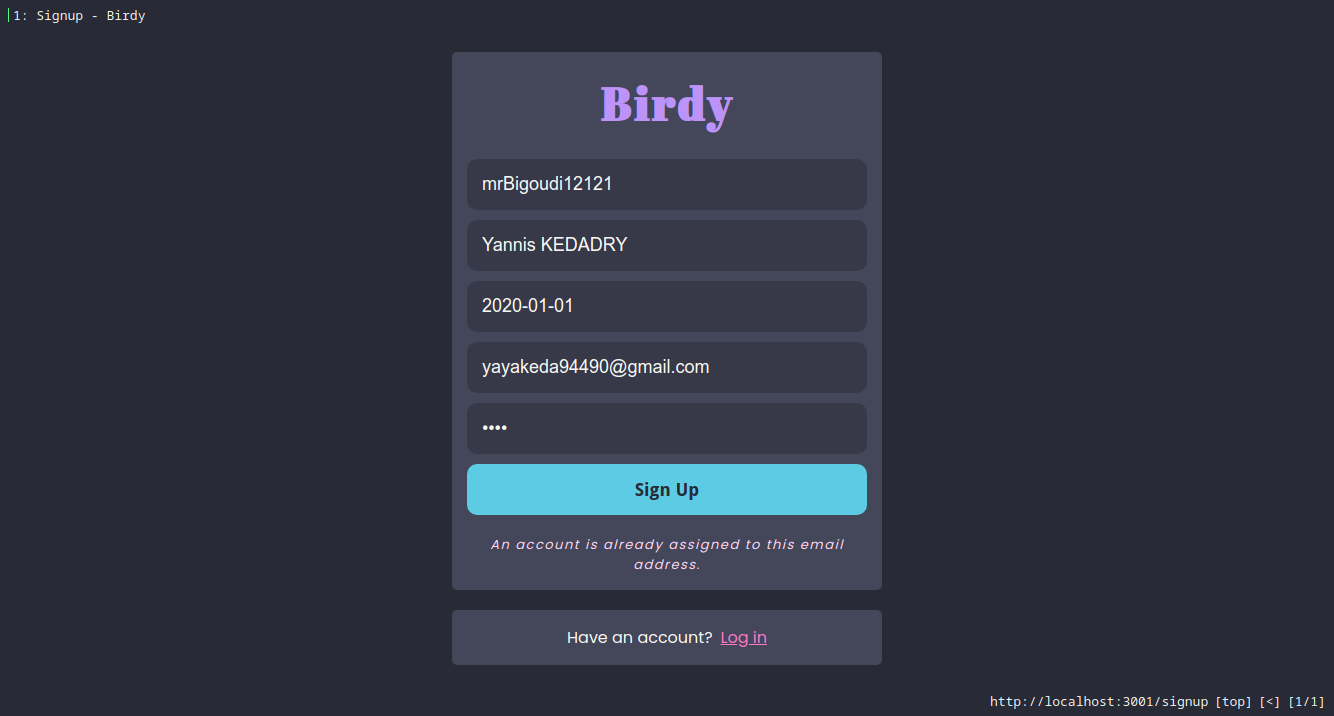 1: Signup - Birdy
Birdy
mrBigoudi12121
Yannis KEDADRY
2020-01-01
yayakeda94490@gmail.com
••••
Sign Up
An account is already assigned to this email
address.
Have an account? Log in
http://localhost:3001/signup [top] [<] [1/1]